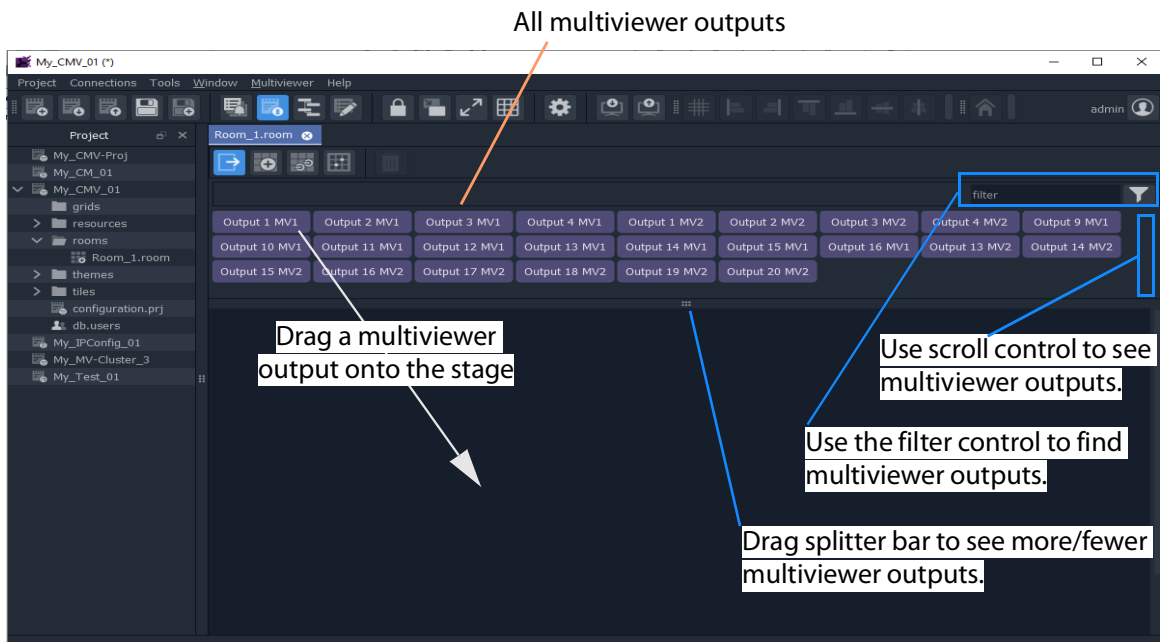 All multiviewer outputs
My_CMV_01 (*)
Project Connections Tools Window Multiviewer Help
admin
Project
Room_1.room
My_CMV-Proj
My_CM_01
My_CMV_01
grids
resources
rooms
Room_1.room
themes
tiles
configuration.prj
db.users
My_IPConfig_01
My_MV-Cluster_3
My_Test_01
filter
Output 1 MV1 Output 2 MV1 Output 3 MV1 Output 4 MV1 Output 1 MV2 Output 2 MV2 Output 3 MV2 Output 4 MV2 Output 9 MV1
Output 10 MV1 Output 11 MV1 Output 12 MV1 Output 13 MV1 Output 14 MV1 Output 15 MV1 Output 16 MV1 Output 13 MV2 Output 14 MV2
Output 15 MV2 Output 16 MV2 Output 17 MV2 Output 18 MV2 Output 19 MV2 Output 20 MV2
Drag a multiviewer
output onto the stage
Use scroll control to see
multiviewer outputs.
Use the filter control to find
multiviewer outputs.
Drag splitter bar to see more/fewer
multiviewer outputs.